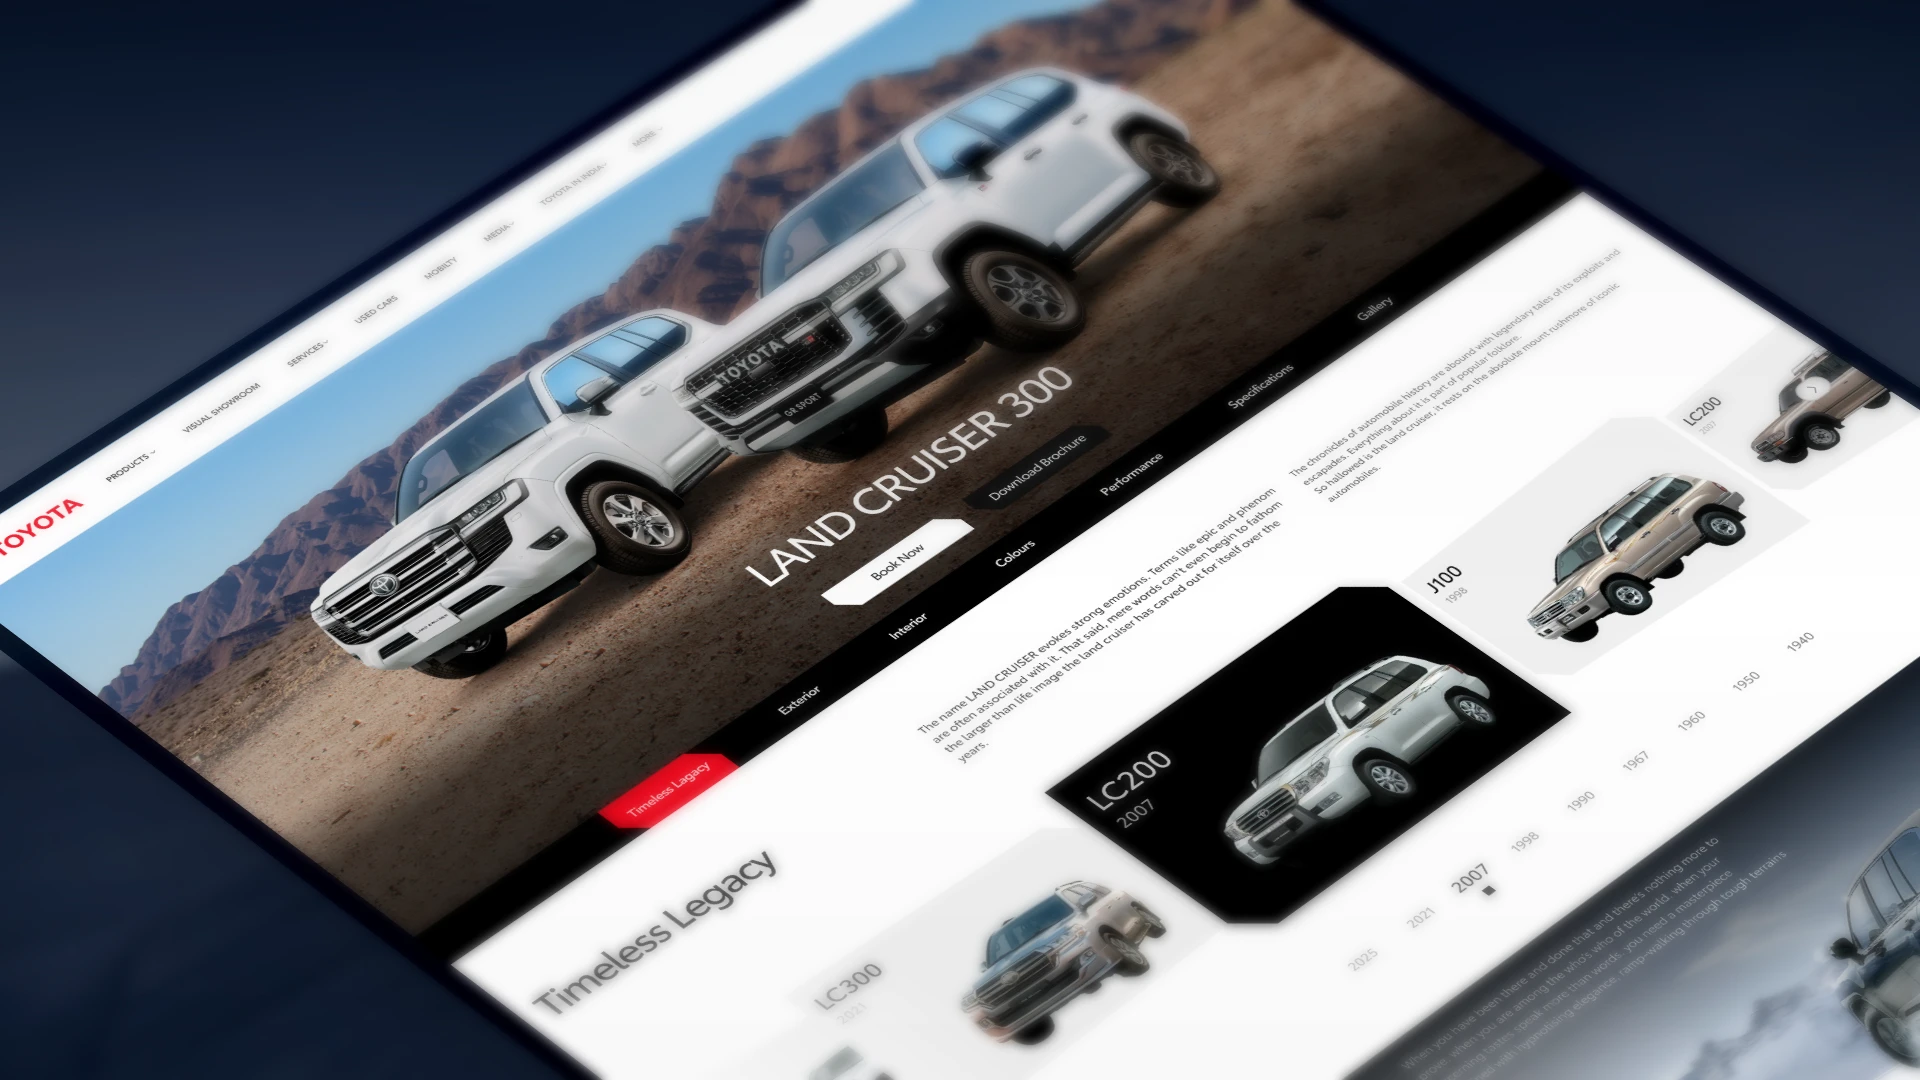 TOYOTA
PRODUCTS
VISUAL SHOWROOM
SERVICES
USED CARS
MOBILTY
MEDIA
TOYOTA IN INDIA
MORE
TOYOTA
GR SPORT
LAND CRUISER 300
Book Now
Download Brochure
Timeless Lagacy
Exterior
Interior
Colours
Performance
Specifications
Gallery
Timeless Legacy
The name LAND CRUISER evokes strong emotions. Terms like epic and phenom
are often associated with it. That said, mere words can't even begin to fathom
the larger than life image the land cruiser has carved out for itself over the
years.
The chronicles of automobile history are abound with legendary tales of its exploits and
escapades. Everything about it is part of popular folklore.
So hallowed is the land cruiser, it rests on the absolute mount rushmore of iconic
automobiles.
LC300
2021
LC200
2007
J100
1998
LC200
2007
2025
2021
2007
1998
1990
1967
1960
1950
1940
When you have been there and done that and there's nothing more to
prove, when you are among the who's who of the world, when your
speak more than words. you need a masterpiece
with hypnotising elegance. ramp-walking through tough terrains